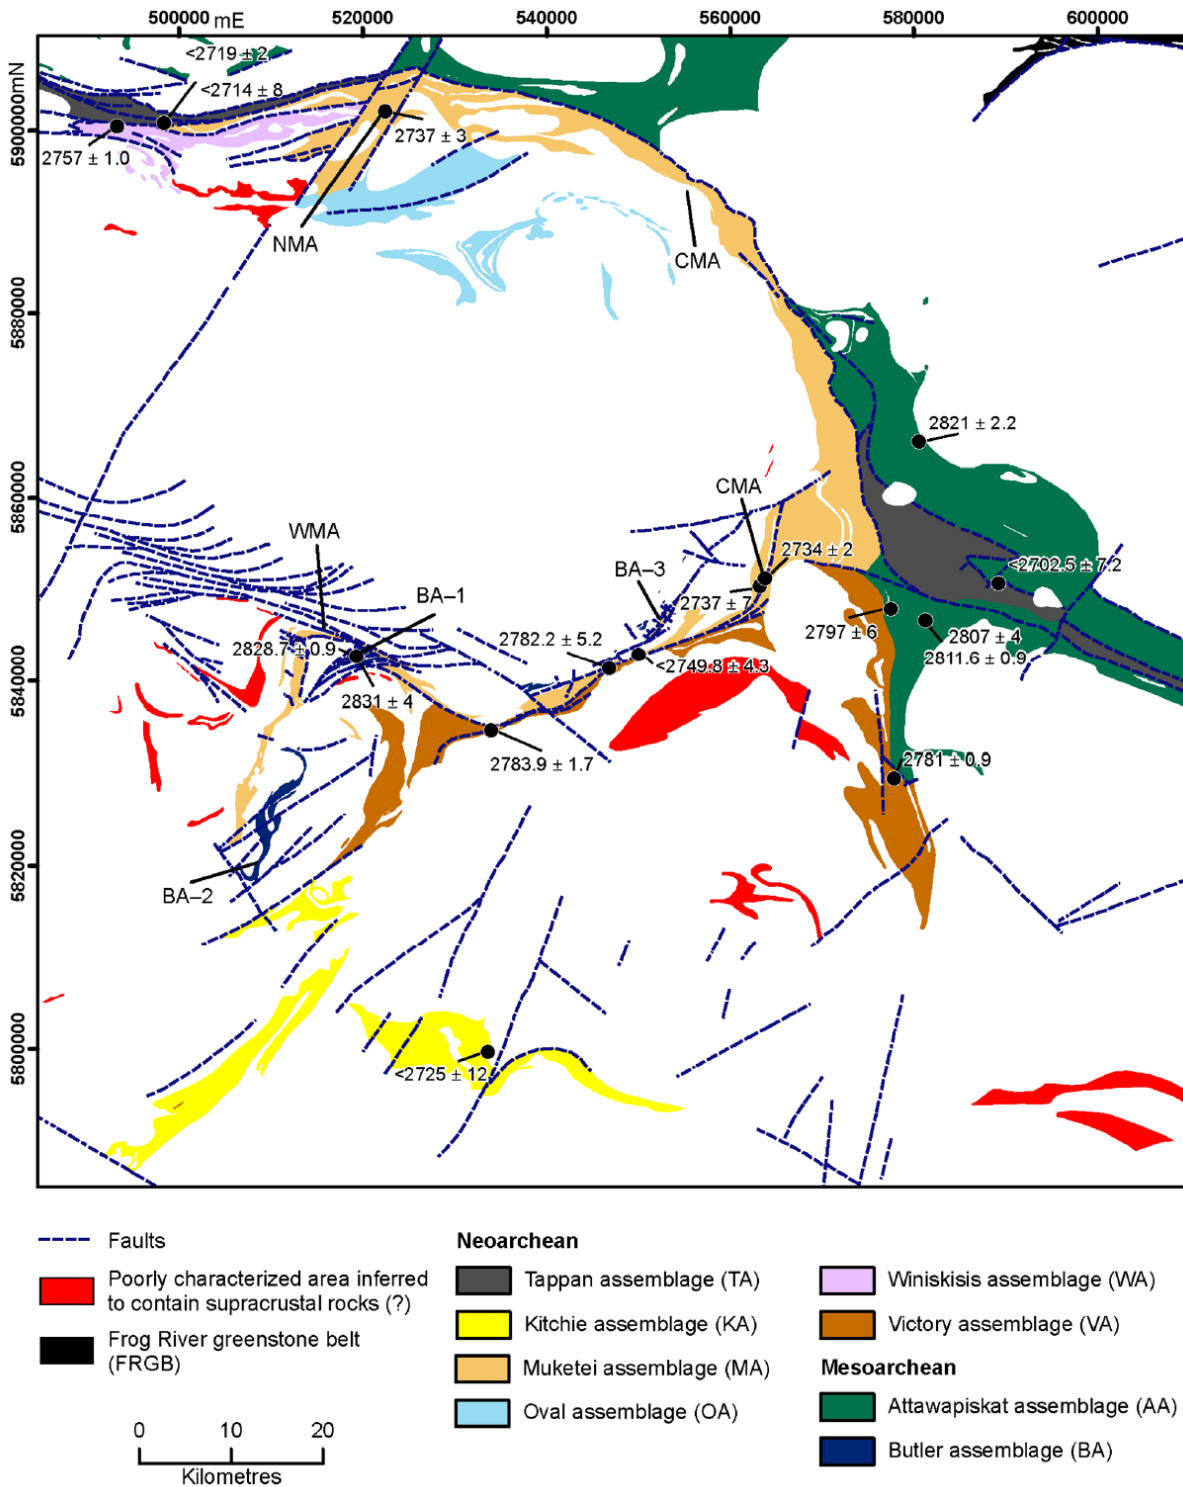 500000 mE
520000
540000
560000
580000
600000
5900000mN
5880000
5860000
5840000
5820000
5800000
<2719 ± 2
<2714 ± 8
2757 ± 1.0
2737 ± 3
NMA
CMA
2821 ± 2.2
CMA
WMA
2734 ± 2
<2702.5 ± 7.2
BA–3
BA–1
2737 ± 7
2797 ± 6
2807 ± 4
2811.6 ± 0.9
2782.2 ± 5.2
2828.7 ± 0.9
<2749.8 ± 4.3
2831 ± 4
2783.9 ± 1.7
2781 ± 0.9
BA–2
<2725 ± 12
Faults
Poorly characterized area inferred
to contain supracrustal rocks (?)
Frog River greenstone belt
(FRGB)
0 10 20
Kilometres
Neoarchean
Tappan assemblage (TA)
Kitchie assemblage (KA)
Muketei assemblage (MA)
Oval assemblage (OA)
Winiskisis assemblage (WA)
Victory assemblage (VA)
Mesoarchean
Attawapiskat assemblage (AA)
Butler assemblage (BA)